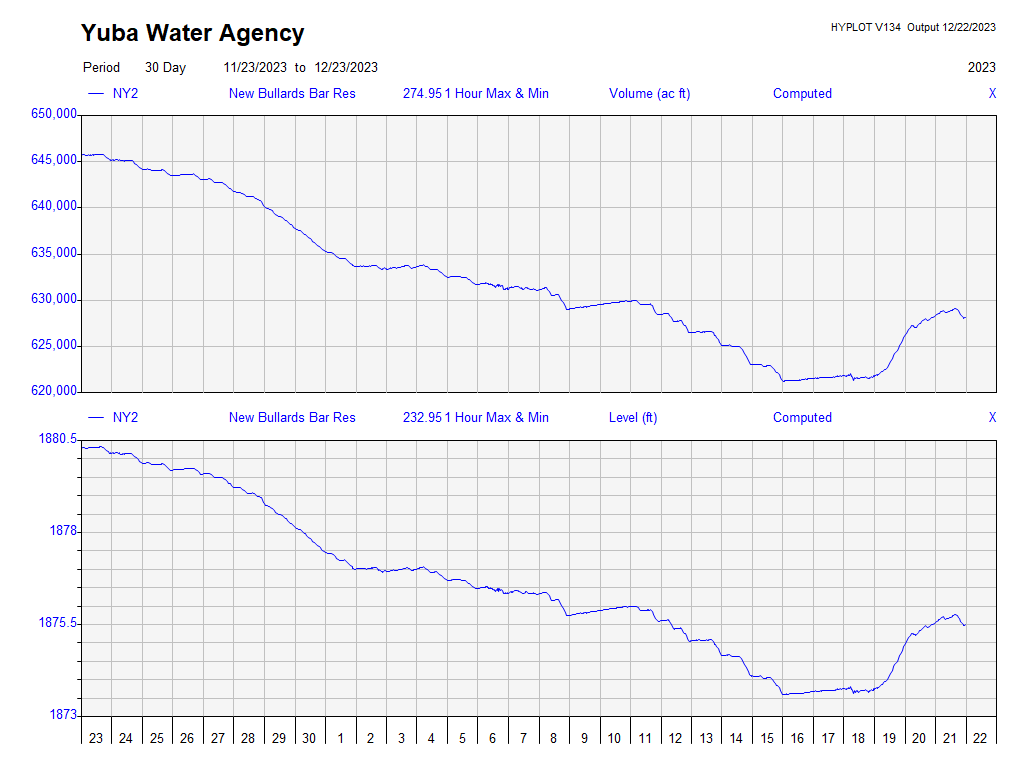 Yuba Water Agency
HYPLOT V134 Output 12/22/2023
Period 30 Day 11/23/2023 to 12/23/2023 2023
NY2 New Bullards Bar Res 274.95 1 Hour Max & Min Volume (ac ft) Computed X
650,000
645,000
640,000
635,000
630,000
625,000
620,000
NY2 New Bullards Bar Res 232.95 1 Hour Max & Min Level (ft) Computed X
1880.5
1878
1875.5
1873
23 24 25 26 27 28 29 30 1 2 3 4 5 6 7 8 9 10 11 12 13 14 15 16 17 18 19 20 21 22